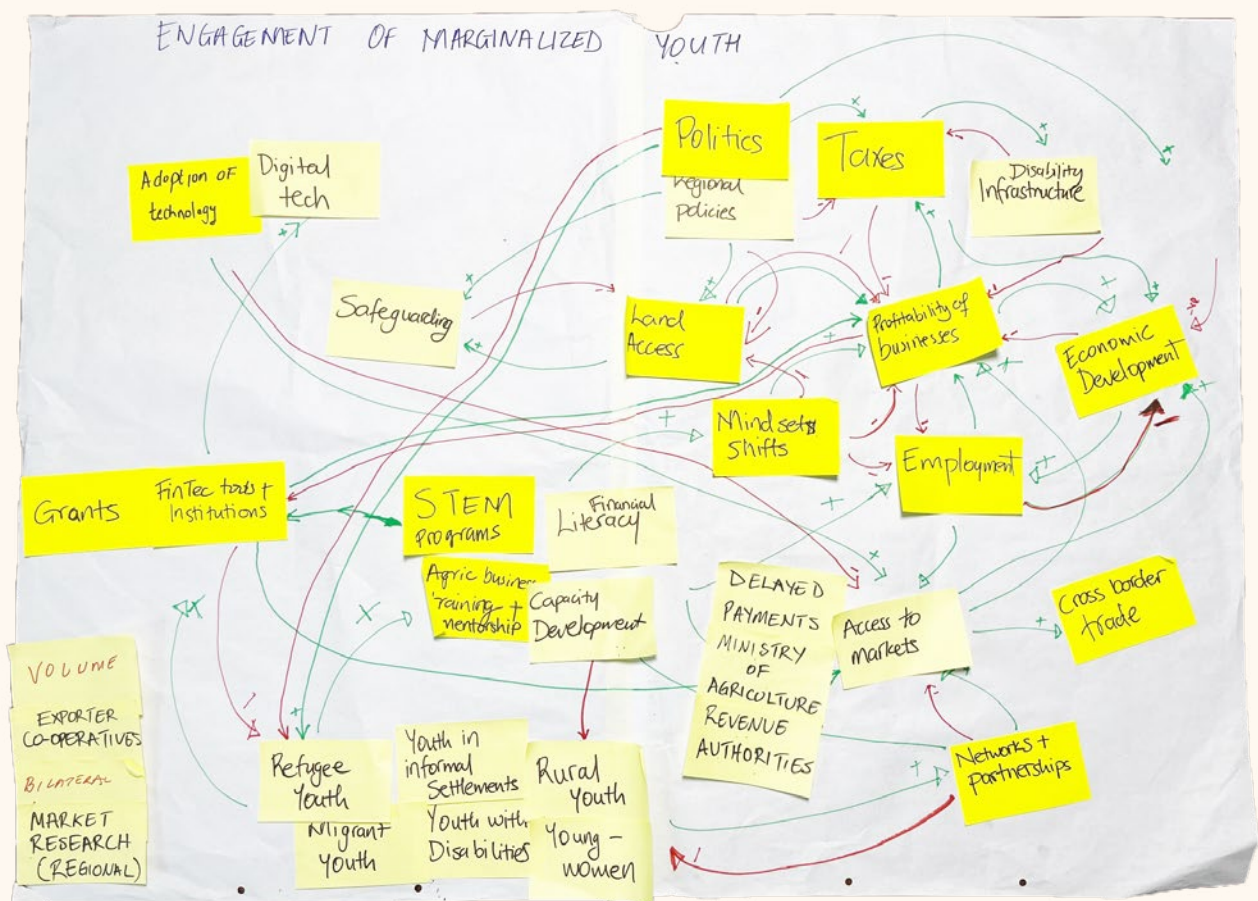 ENGAGEMENT OF MARGINALIZED YOUTH
Politics
Regional
policies
Taxes
Disability
Infrastructure
Adoption of
technology
Digital
tech
Safeguarding
Land
Access
Profitability of
businesses
Economic
Development
Mindsets
Shifts
Employment
Grants
FinTec tools +
Institutions
STEM
programs
Financial
Literacy
Agric business
training +
mentorship
Capacity
Development
DELAYED
PAYMENTS
MINISTRY
OF
AGRICULTURE
REVENUE
AUTHORITIES
Access to
markets
Cross border
trade
Networks +
partnerships
VOLUME
EXPORTER
CO-OPERATIVES
BILATERAL
MARKET
RESEARCH
(REGIONAL)
Refugee
Youth
Migrant
Youth
Youth in
informal
Settlements
Youth with
Disabilities
Rural
Youth
Young-
women